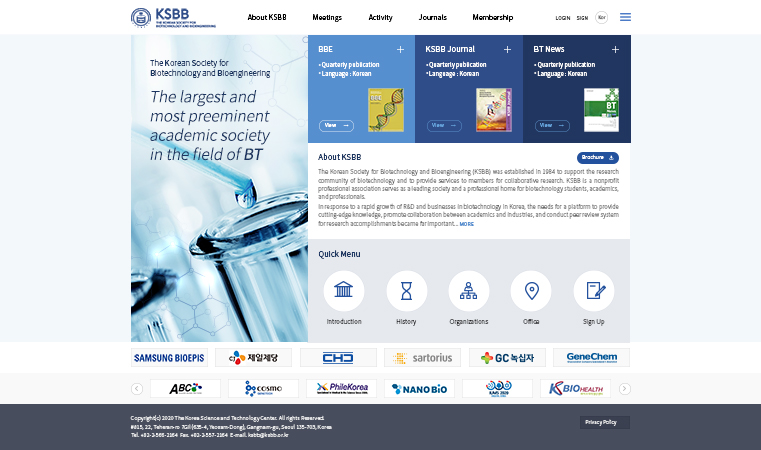 KSBB
THE KOREAN SOCIETY FOR
BIOTECHNOLOGY AND BIOENGINEERING
About KSBB
Meetings
Activity
Journals
Membership
LOGIN
SIGN
Kor
The Korean Society for
Biotechnology and Bioengineering
The largest and
most preeminent
academic society
in the field of BT
BBE
• Quarterly publication
• Language : Korean
View
KSBB Journal
• Quarterly publication
• Language : Korean
View
BT News
• Quarterly publication
• Language : Korean
View
About KSBB
Brochure
The Korean Society for Biotechnology and Bioengineering (KSBB) was established in 1984 to support the research
community of biotechnology and to provide services to members for collaborative research. KSBB is a nonprofit
professional association serves as a leading society and a professional home for biotechnology students, academics,
and professionals.
In response to a rapid growth of R&D and businesses in biotechnology in Korea, the needs for a platform to provide
cutting-edge knowledge, promote collaboration between academics and industries, and conduct peer review system
for research accomplishments became far important... MORE
Quick Menu
Introduction
History
Organizations
Office
Sign Up
SAMSUNG BIOEPIS
CJ 제일제당
sartorius
GC 녹십자
GeneChem
ABC
cosmo
PhileKorea
NANOBIO
KBIOHEALTH
Copyright(c) 2020 The Korea Science and Technology Center. All Rights Reserved.
#615, 22, Teheran-ro 7Gil (635-4, Yeoksam-Dong), Gangnam-gu, Seoul 135-703, Korea
Tel. +82-2-556-2164 Fax. +82-2-557-2164 E-mail. ksbb@ksbb.or.kr
Privacy Policy